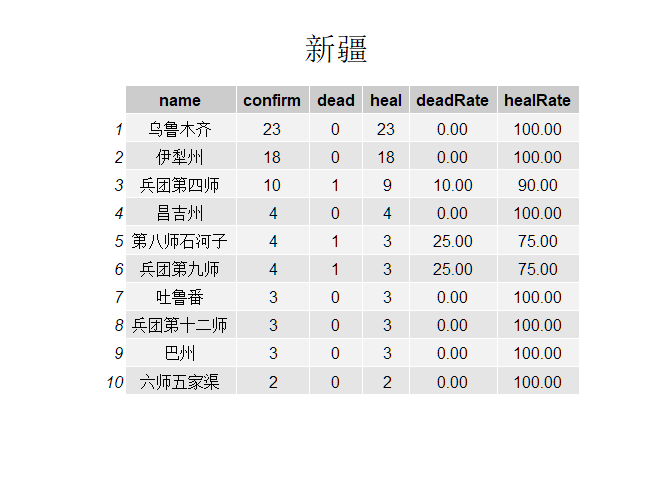 新疆
name confirm dead heal deadRate healRate
1 乌鲁木齐 23 0 23 0.00 100.00
2 伊犁州 18 0 18 0.00 100.00
3 兵团第四师 10 1 9 10.00 90.00
4 昌吉州 4 0 4 0.00 100.00
5 第八师石河子 4 1 3 25.00 75.00
6 兵团第九师 4 1 3 25.00 75.00
7 吐鲁番 3 0 3 0.00 100.00
8 兵团第十二师 3 0 3 0.00 100.00
9 巴州 3 0 3 0.00 100.00
10 六师五家渠 2 0 2 0.00 100.00